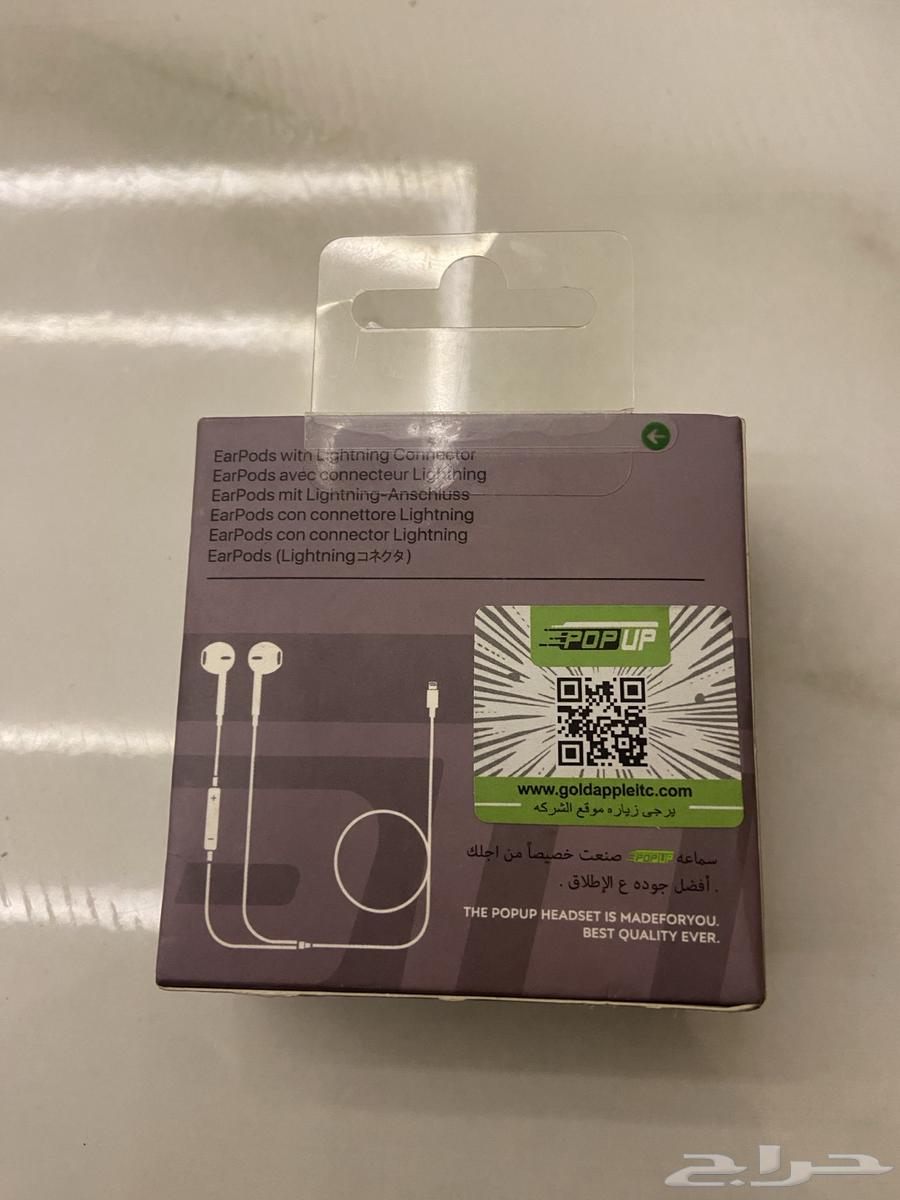 EarPods with Lightning Connector
EarPods avec connecteur Lightning
EarPods mit Lightning-Anschluss
EarPods con connettore Lightning
EarPods con connector Lightning
EarPods (Lightningコネクタ)
POPUP
www.goldappleitc.com
يرجى زياره موقع الشركه
سماعه POPUP صنعت خصيصاً من اجلك
. أفضل جوده ع الإطلاق .
THE POPUP HEADSET IS MADEFORYOU.
BEST QUALITY EVER.
حراج